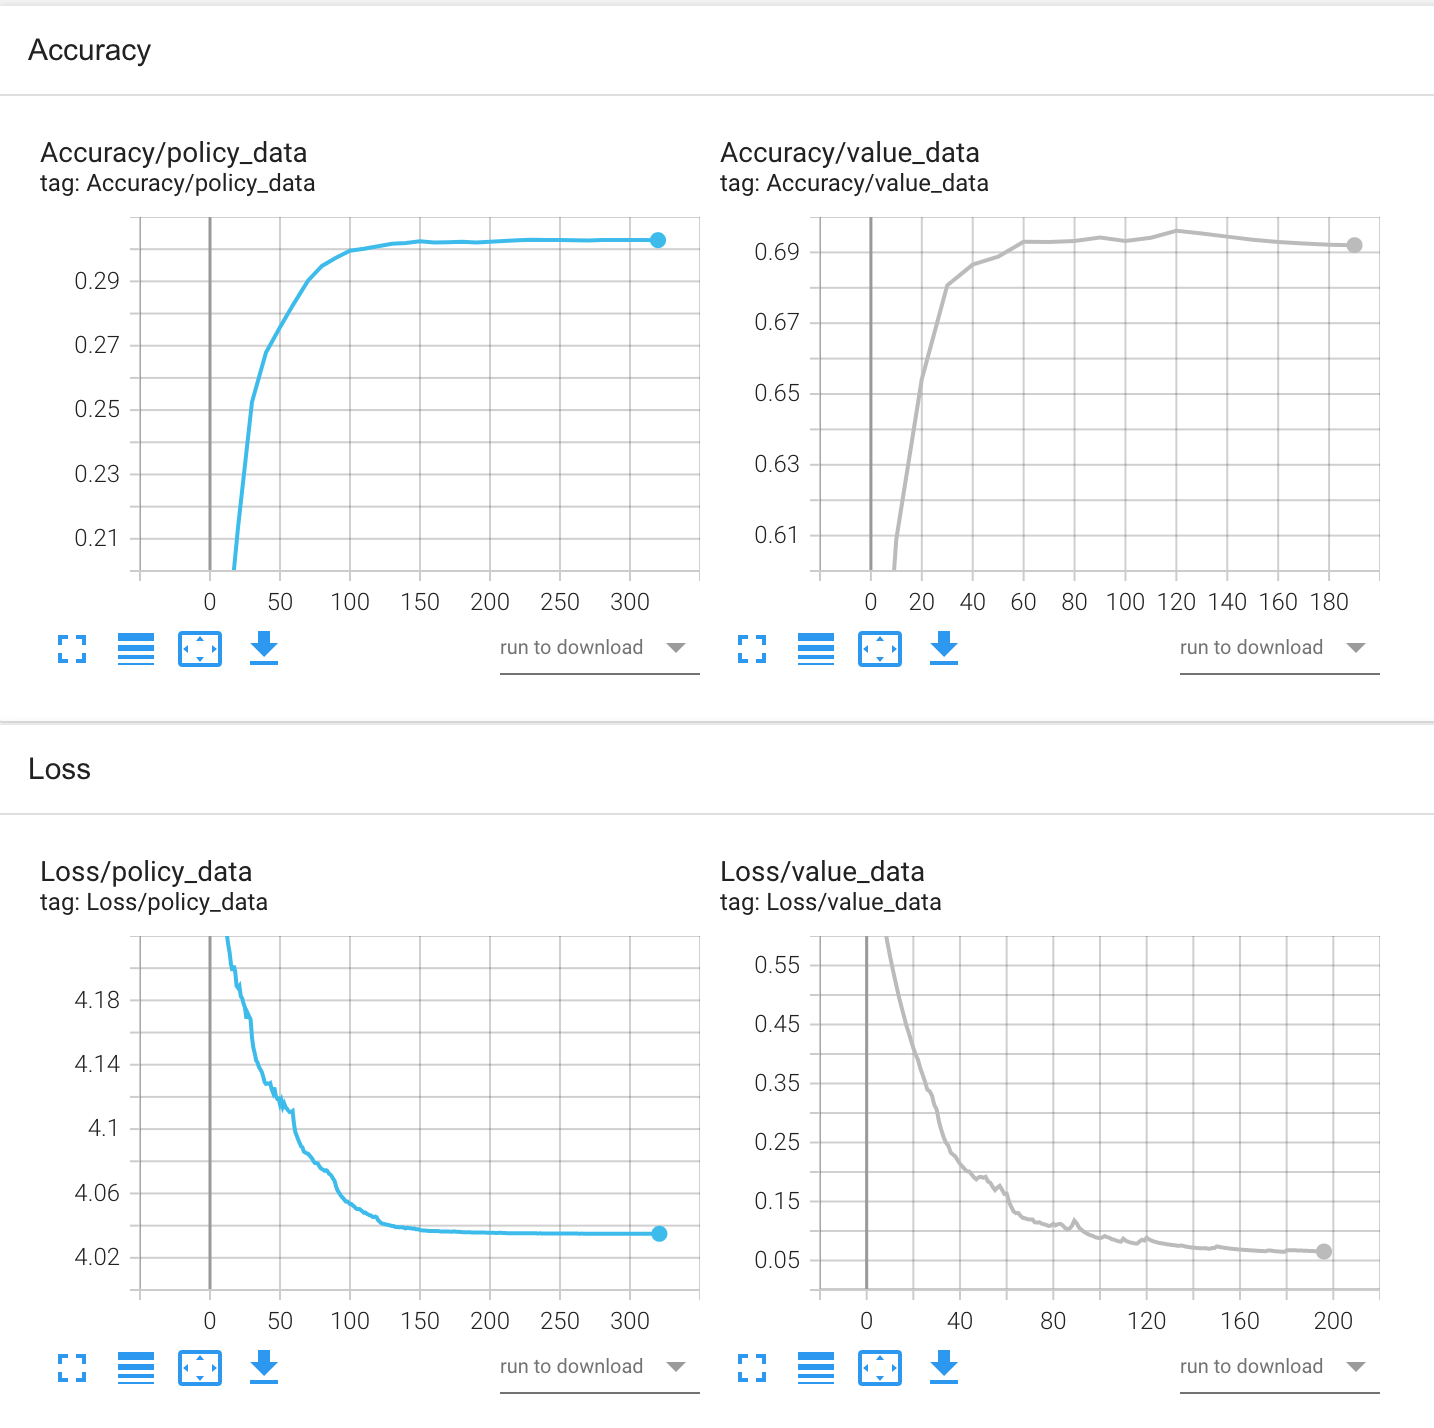 Accuracy
Accuracy/policy_data
tag: Accuracy/policy_data
0.29
0.27
0.25
0.23
0.21
0 50 100 150 200 250 300
run to download
Accuracy/value_data
tag: Accuracy/value_data
0.69
0.67
0.65
0.63
0.61
0 20 40 60 80 100 120 140 160 180
run to download
Loss
Loss/policy_data
tag: Loss/policy_data
4.18
4.14
4.1
4.06
4.02
0 50 100 150 200 250 300
run to download
Loss/value_data
tag: Loss/value_data
0.55
0.45
0.35
0.25
0.15
0.05
0 40 80 120 160 200
run to download